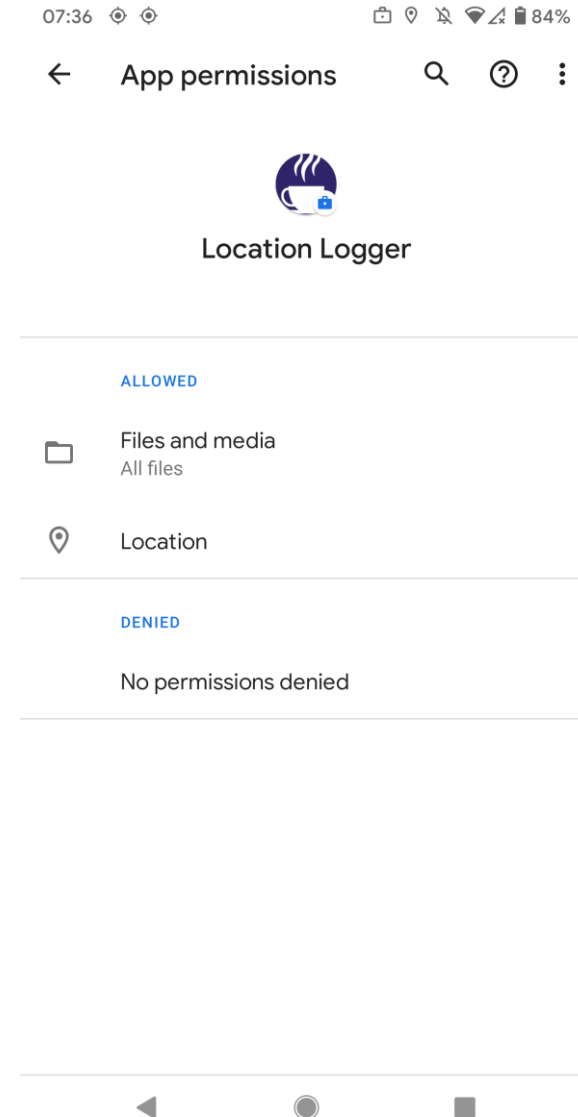 07:36
84%
App permissions
Location Logger
ALLOWED
Files and media
All files
Location
DENIED
No permissions denied